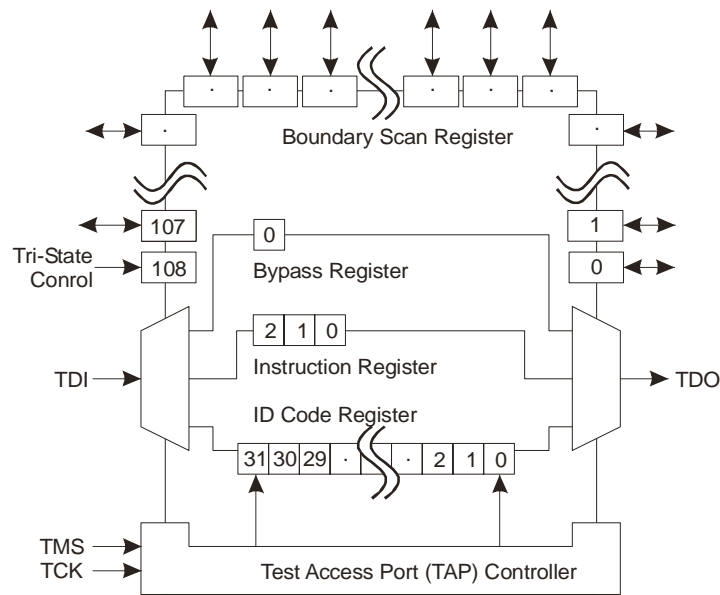 Boundary Scan Register
107
1
Tri-State
Conrol
108
0
0
Bypass Register
2 1 0
TDI
Instruction Register
TDO
ID Code Register
31 30 29 · · 2 1 0
TMS
TCK
Test Access Port (TAP) Controller